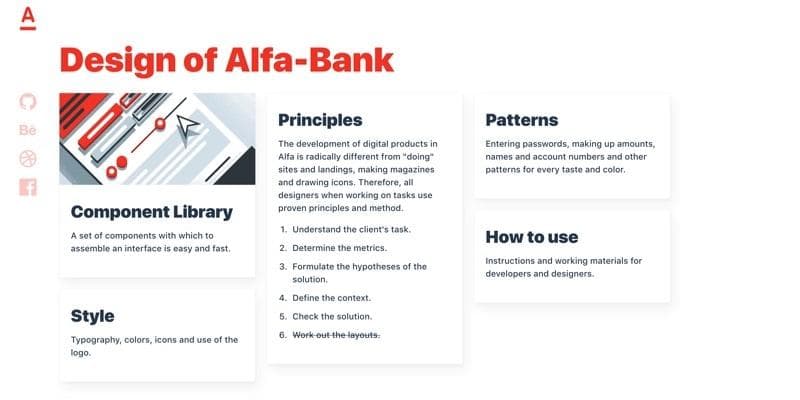 A
Design of Alfa-Bank
Bē
Component Library
A set of components with which to
assemble an interface is easy and fast.
Style
Typography, colors, icons and use of the
logo.
Principles
The development of digital products in
Alfa is radically different from "doing"
sites and landings, making magazines
and drawing icons. Therefore, all
designers when working on tasks use
proven principles and method.
1. Understand the client's task.
2. Determine the metrics.
3. Formulate the hypotheses of the
solution.
4. Define the context.
5. Check the solution.
6. Work out the layouts.
Patterns
Entering passwords, making up amounts,
names and account numbers and other
patterns for every taste and color.
How to use
Instructions and working materials for
developers and designers.